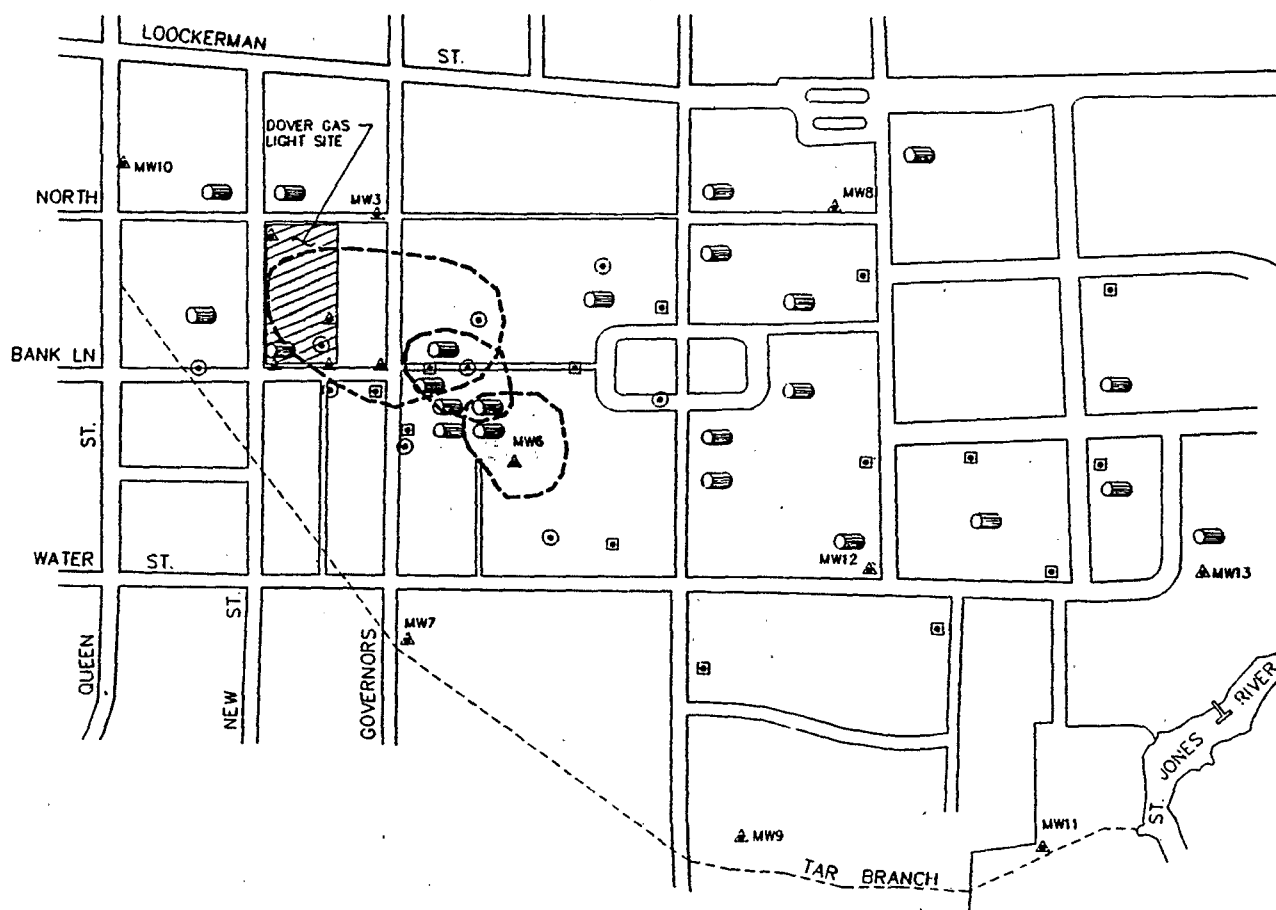 LOOCKERMAN
ST.
DOVER GAS
LIGHT SITE
MW10
NORTH
MW3
MW8
BANK LN
ST.
MW6
WATER
ST.
MW12
MW13
QUEEN
NEW
ST.
GOVERNORS
MW7
ST. JONES RIVER
MW9
MW11
TAR BRANCH